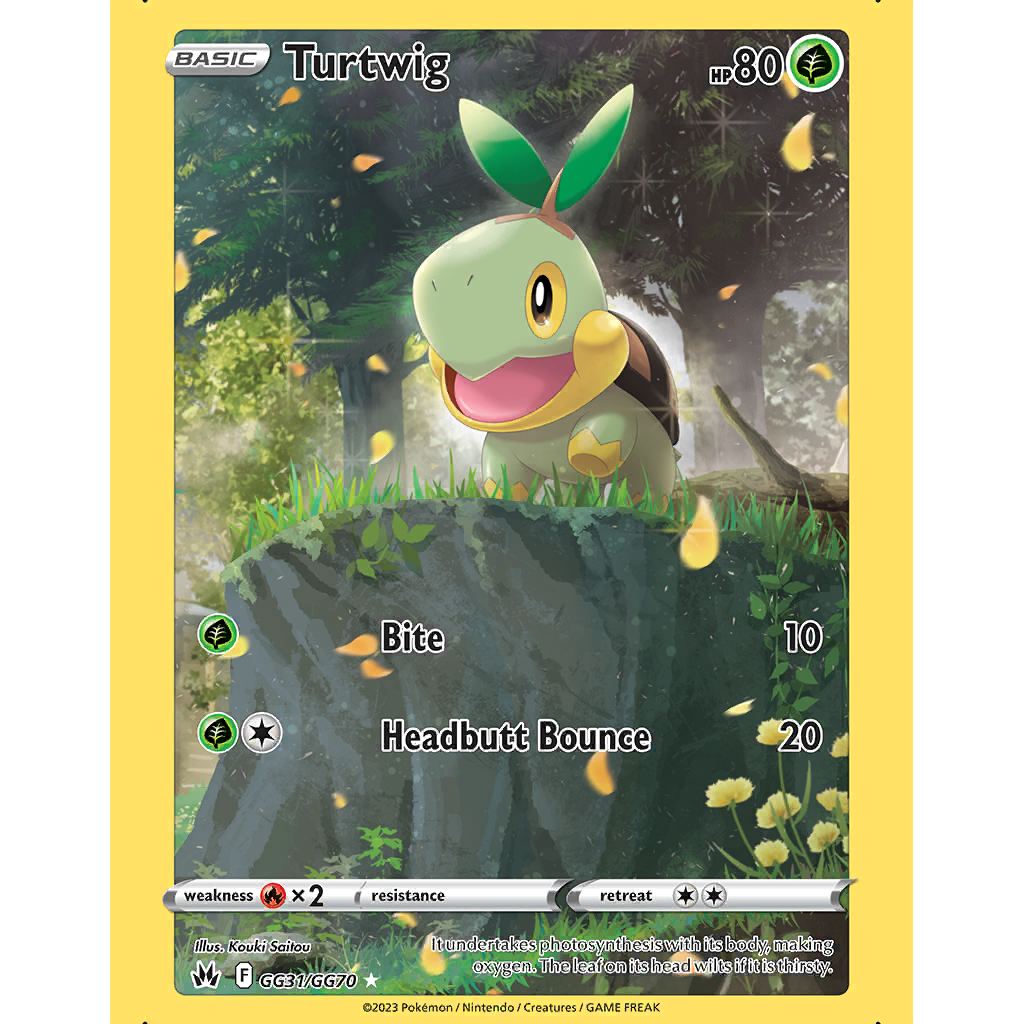 BASIC Turtwig HP80
Bite 10
Headbutt Bounce 20
weakness ×2 resistance retreat
Illus. Kouki Saitou
It undertakes photosynthesis with its body, making
oxygen. The leaf on its head wilts if it is thirsty.
F GG31/GG70 ★
©2023 Pokémon / Nintendo / Creatures / GAME FREAK